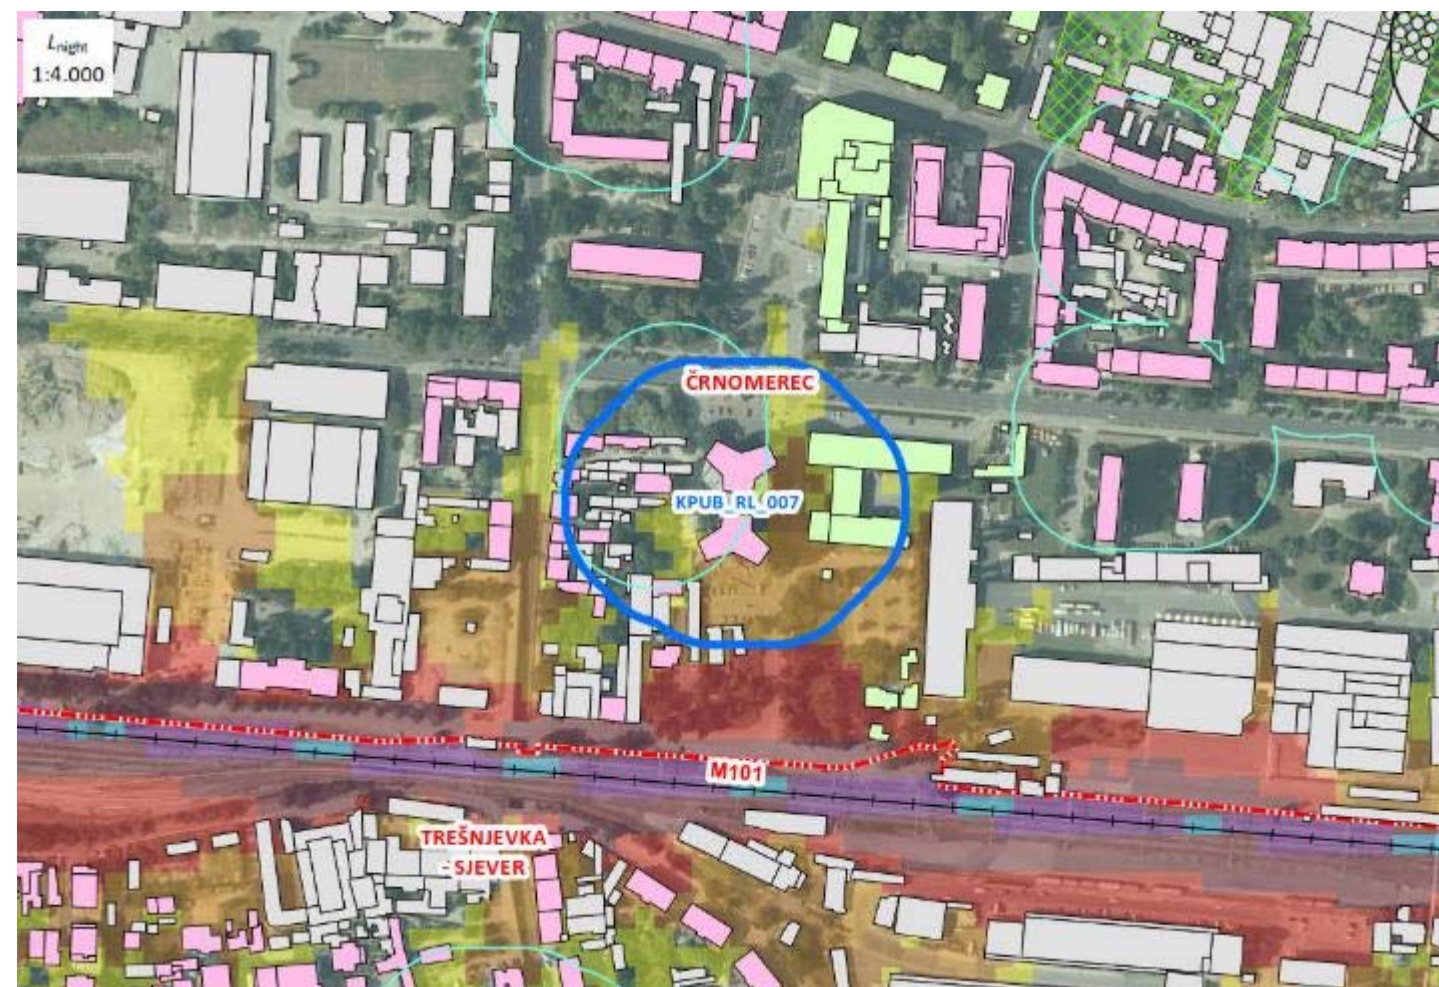 Lnight
1:4.000
ČRNOMEREC
KPUB_RL_007
M101
TREŠNJEVKA
- SJEVER